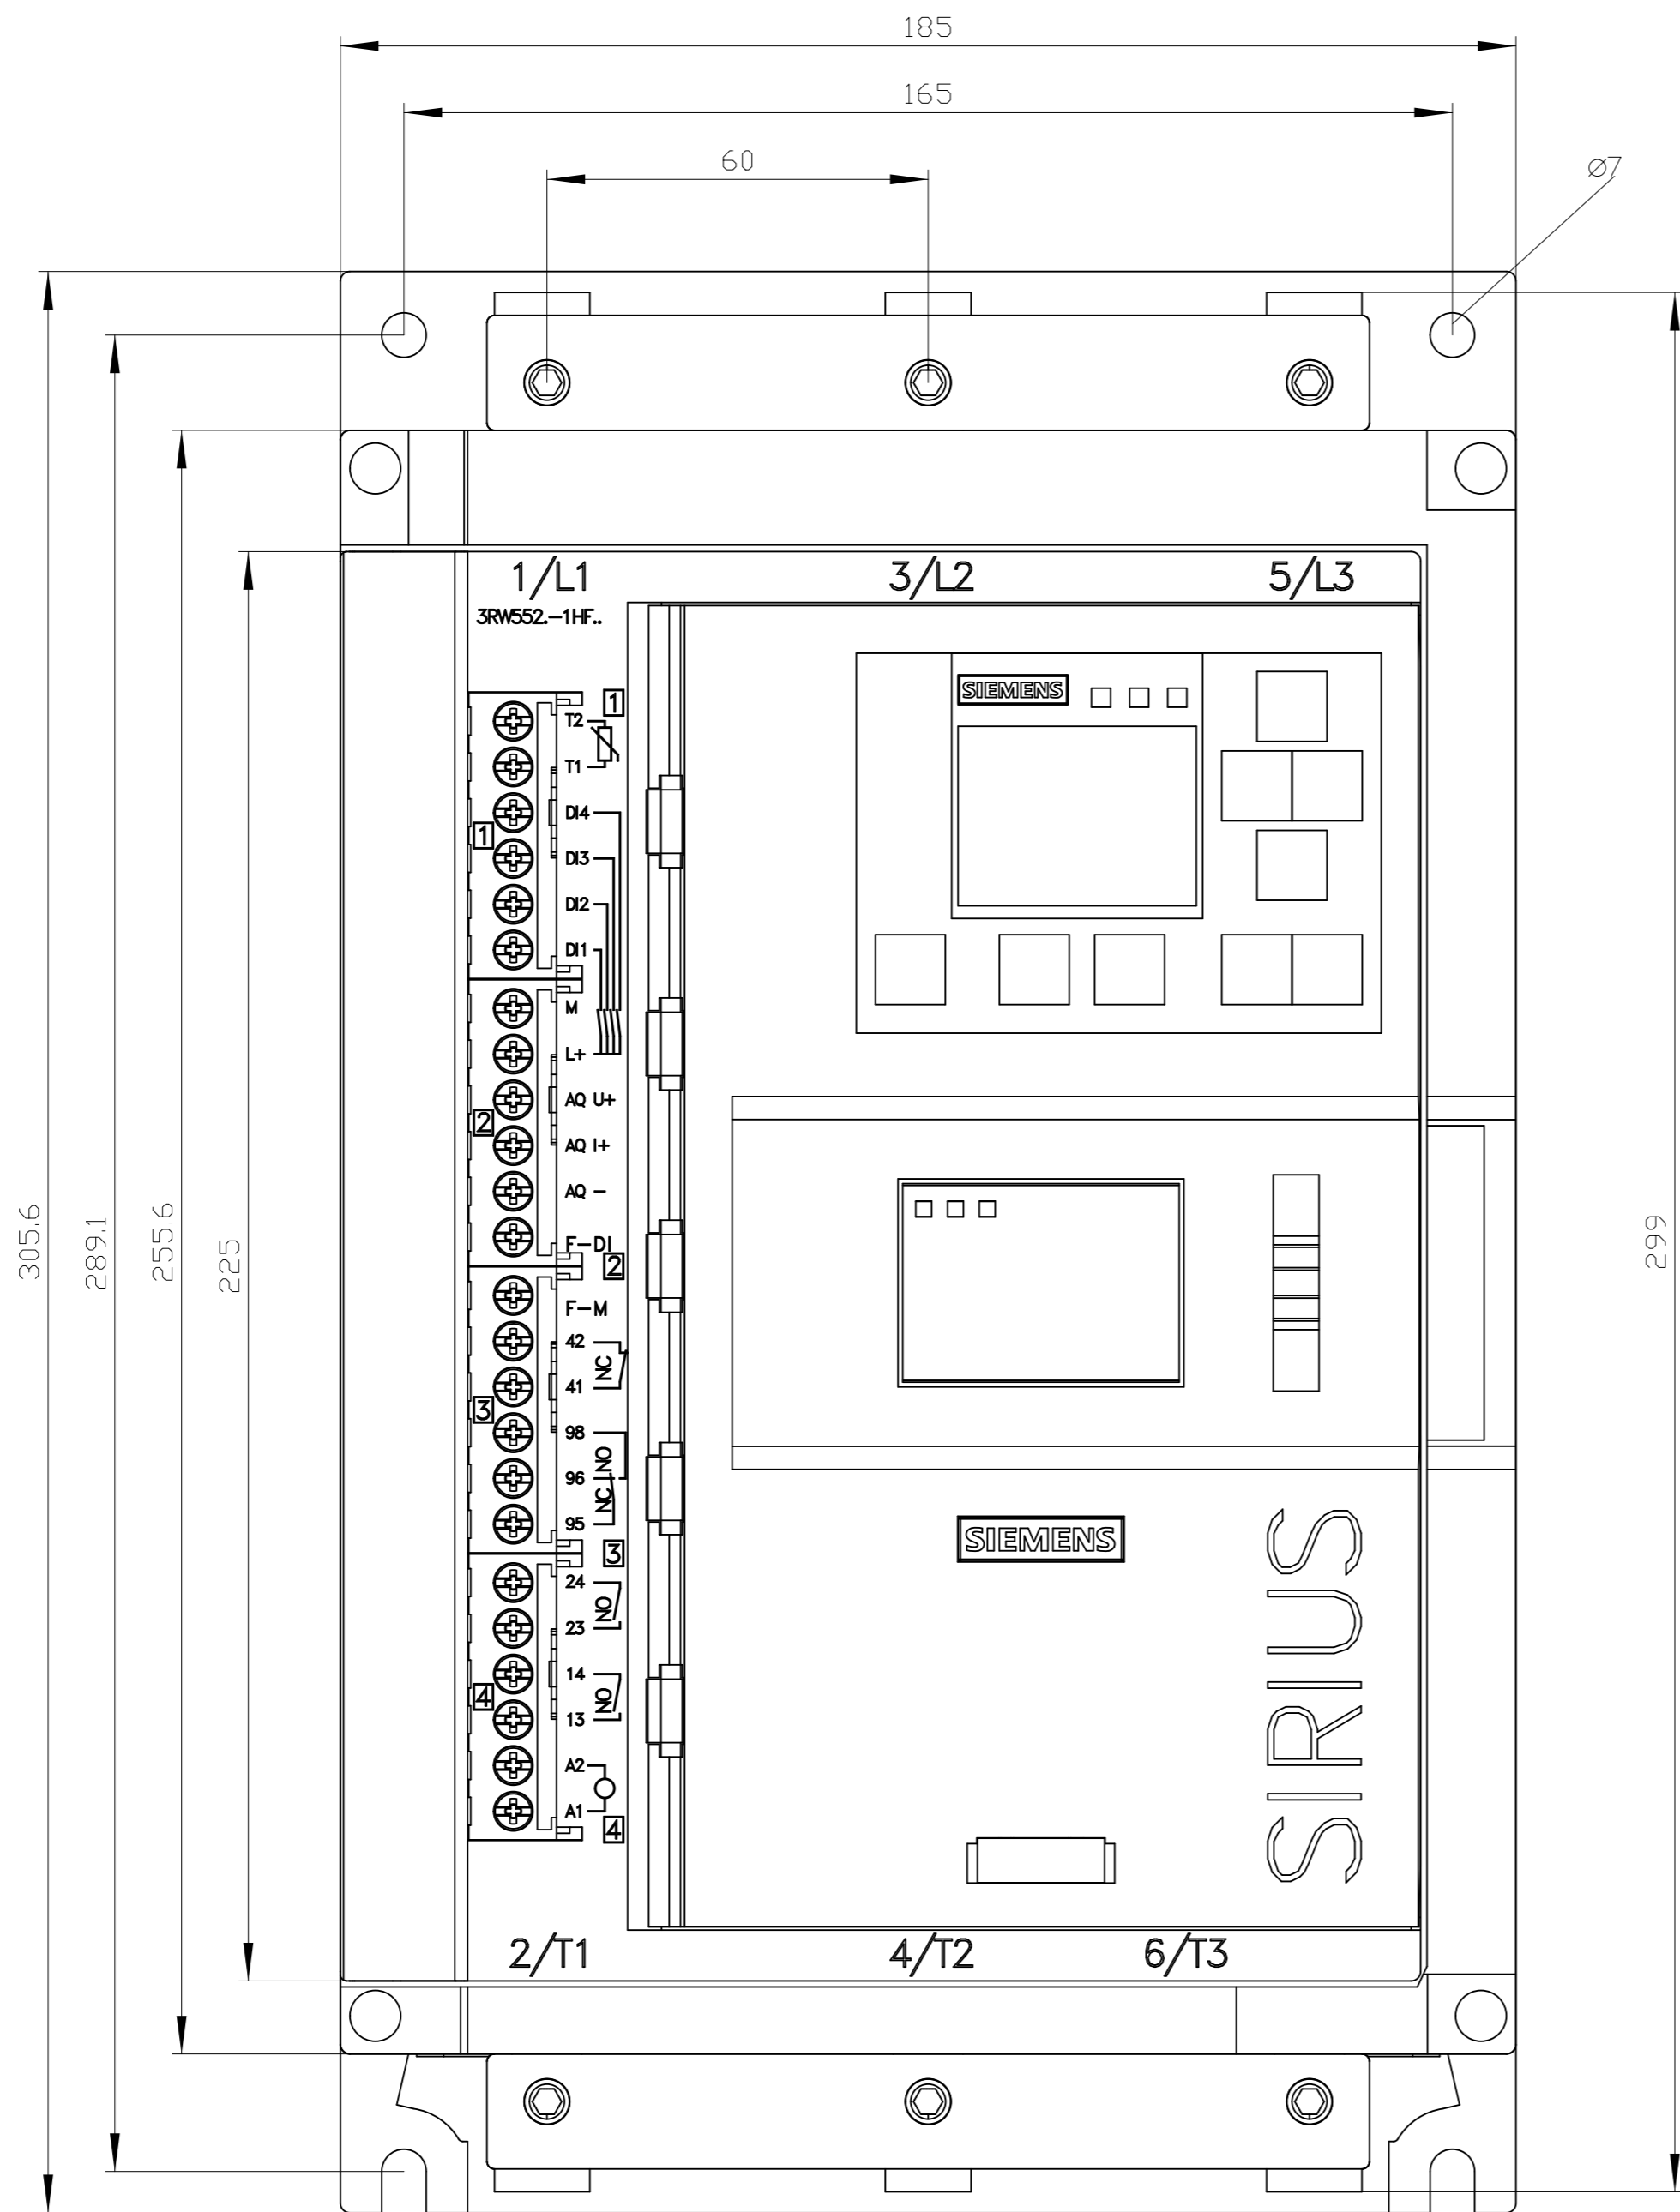 185
165
60
⌀7
1/L1 3/L2 5/L3
3RW552.-1HF..
SIEMENS
1
T2
T1
DI4
1
DI3
DI2
DI1
M
L+
AQ U+
2
AQ I+
AQ -
F-DI
2
F-M
42
NC
41
3
98
NO
96
NC
95
3
24
NO
23
14
4
NO
13
A2
A1
4
SIEMENS
SIRIUS
2/T1 4/T2 6/T3
305.6
289.1
255.6
225
299